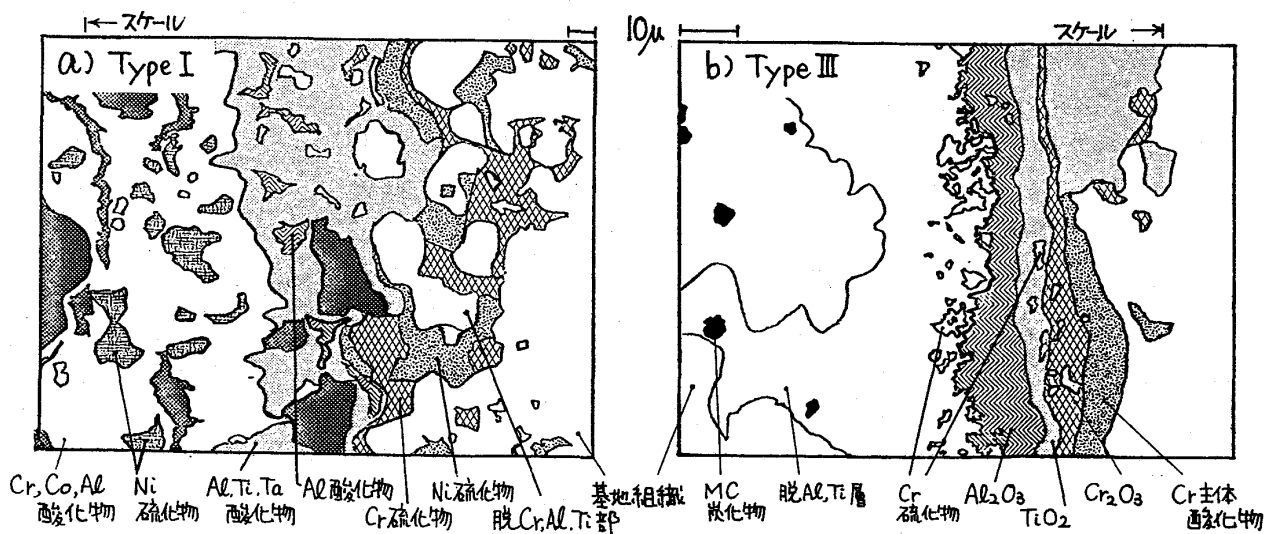 ←スケール
10μ
スケール→
a) Type I
b) Type III
Cr, Co, Al
酸化物
Ni
硫化物
Al. Ti. Ta
酸化物
Al酸化物
Cr硫化物
Ni硫化物
脱Cr, Al. Ti部
基地組織
MC
炭化物
脱Al, Ti層
Cr
硫化物
Al₂O₃
TiO₂
Cr₂O₃
Cr主体
酸化物